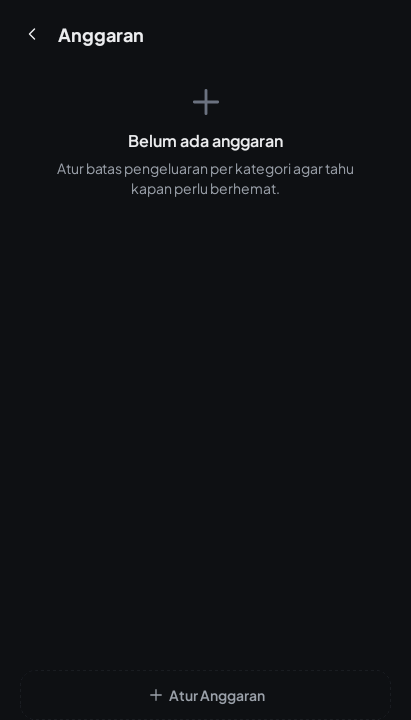 Anggaran
Belum ada anggaran
Atur batas pengeluaran per kategori agar tahu
kapan perlu berhemat.
Atur Anggaran